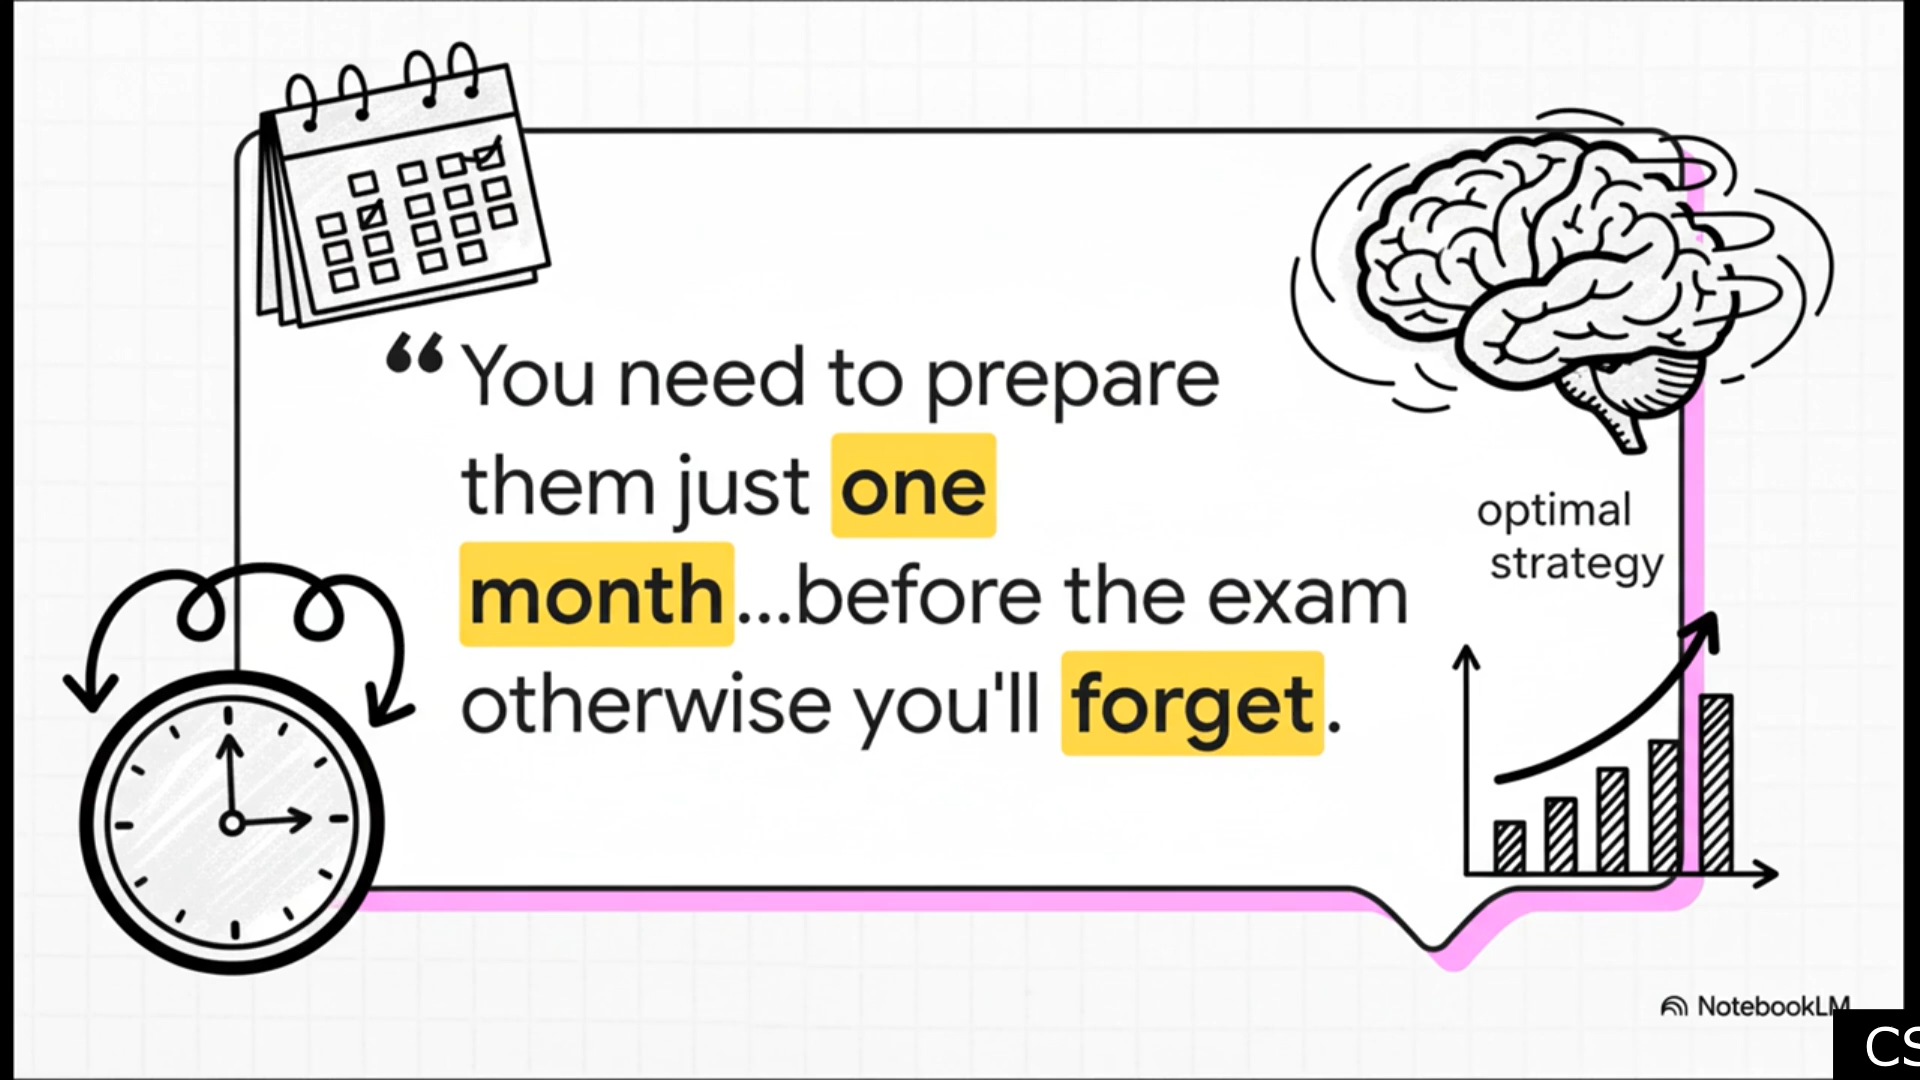 “You need to prepare
them just one
month...before the exam
otherwise you'll forget.
optimal
strategy
NotebookLM
CS